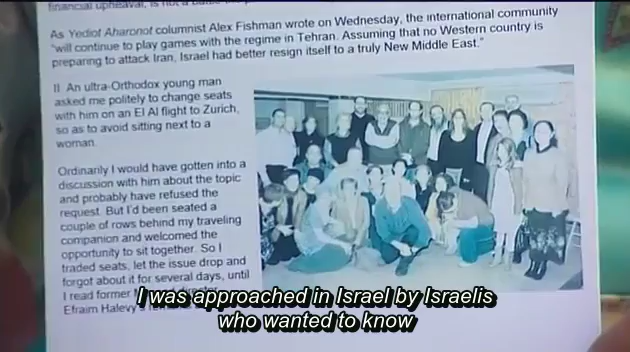 financial upheaval, is not a
As Yediot Aharonot columnist Alex Fishman wrote on Wednesday, the international community
"will continue to play games with the regime in Tehran. Assuming that no Western country is
preparing to attack Iran, Israel had better resign itself to a truly New Middle East."
II An ultra-Orthodox young man
asked me politely to change seats
with him on an El Al flight to Zurich,
so as to avoid sitting next to a
woman.
Ordinarily I would have gotten into a
discussion with him about the topic
and probably have refused the
request. But I'd been seated a
couple of rows behind my traveling
companion and welcomed the
opportunity to sit together. So I
traded seats, let the issue drop and
forgot about it for several days, until
I read former
Efraim Halevy's
I was approached in Israel by Israelis
who wanted to know